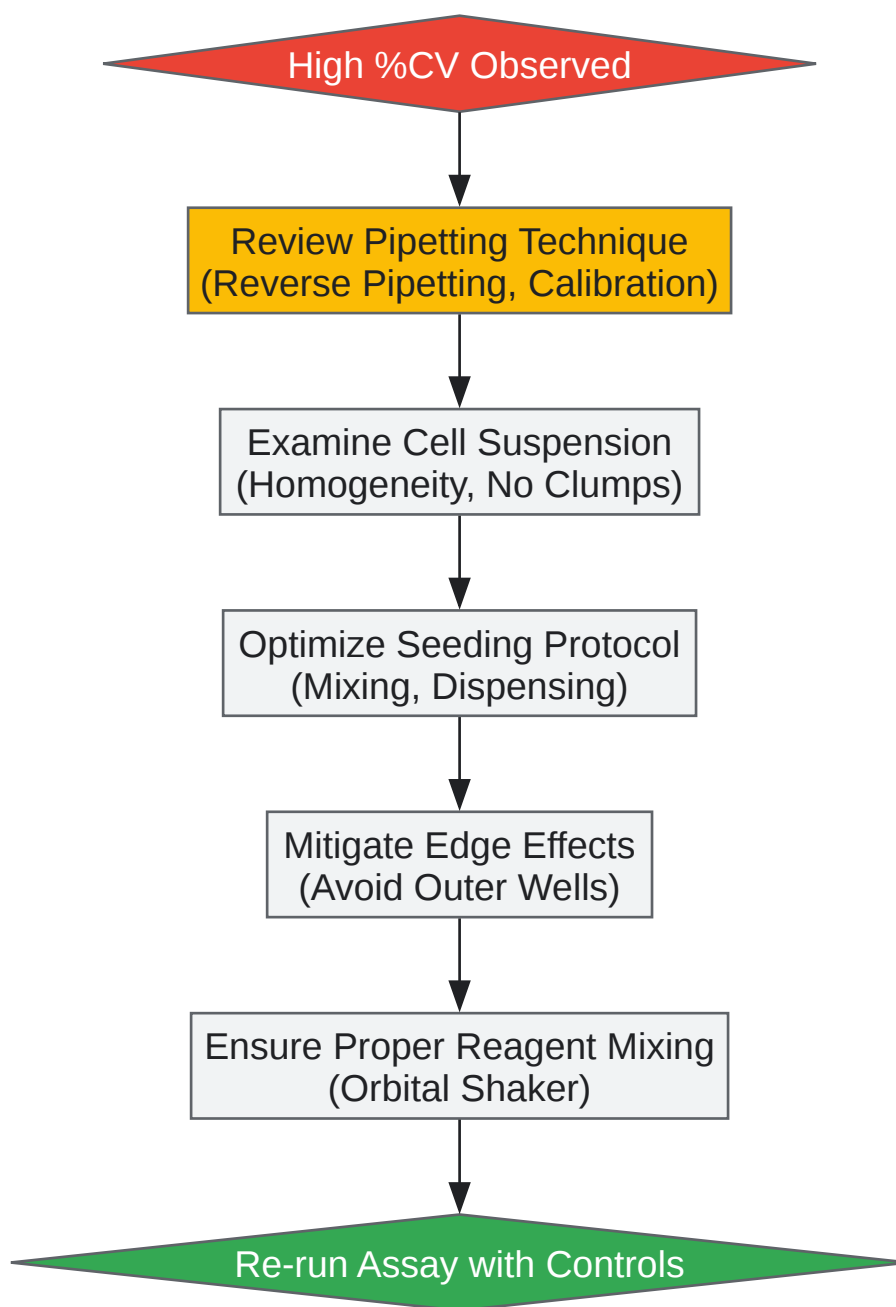 High %CV Observed
Review Pipetting Technique
(Reverse Pipetting, Calibration)
Examine Cell Suspension
(Homogeneity, No Clumps)
Optimize Seeding Protocol
(Mixing, Dispensing)
Mitigate Edge Effects
(Avoid Outer Wells)
Ensure Proper Reagent Mixing
(Orbital Shaker)
Re-run Assay with Controls